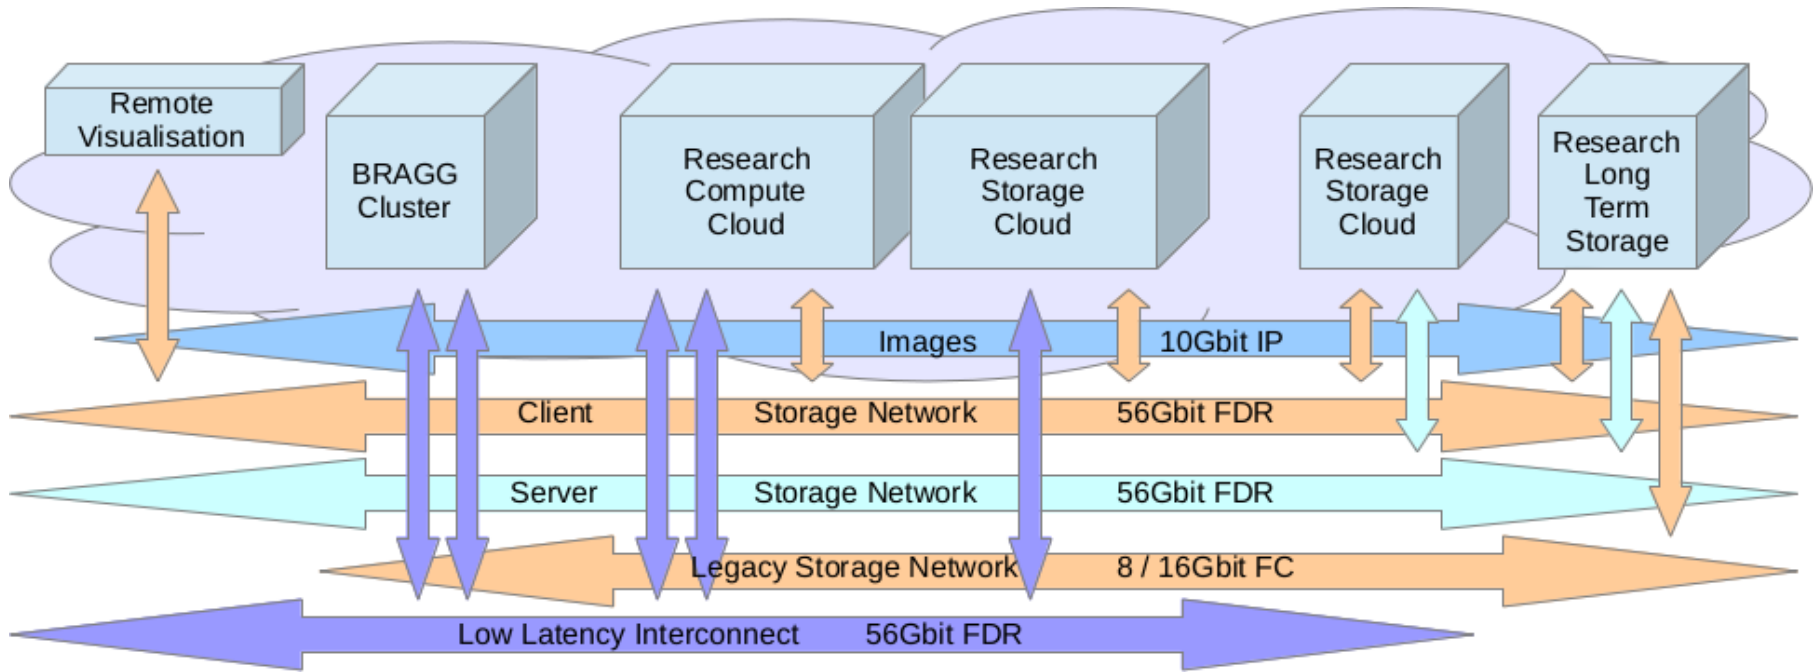 Remote
Visualisation
BRAGG
Cluster
Research
Compute
Cloud
Research
Storage
Cloud
Research
Storage
Cloud
Research
Long
Term
Storage
Images 10Gbit IP
Client Storage Network 56Gbit FDR
Server Storage Network 56Gbit FDR
Legacy Storage Network 8 / 16Gbit FC
Low Latency Interconnect 56Gbit FDR